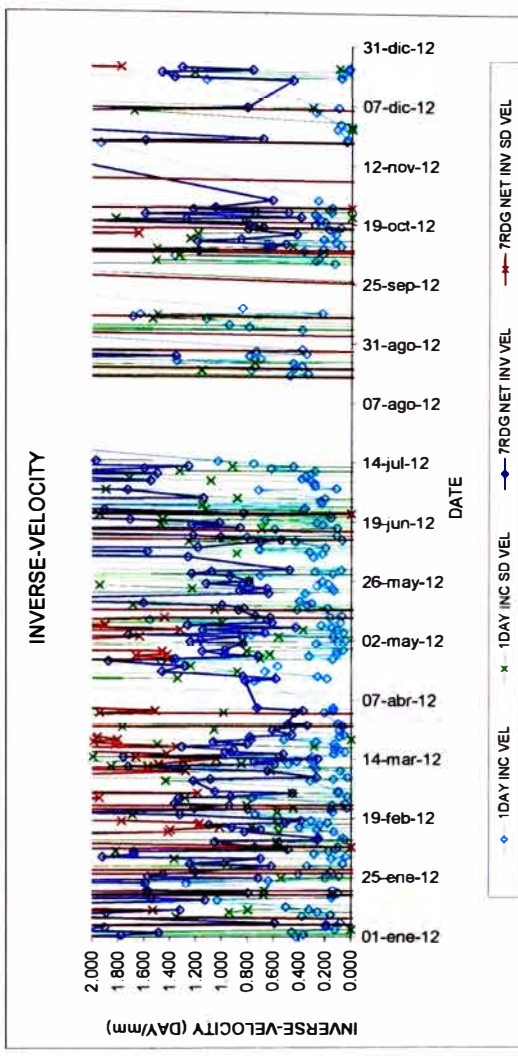 INVERSE-VELOCITY
INVERSE-VELOCITY (DAY/mm)
2.000
1.800
1.600
1.400
1.200
1.000
0.800
0.600
0.400
0.200
0.000
01-ene-12
25-ene-12
19-feb-12
14-mar-12
07-abr-12
02-may-12
26-may-12
19-jun-12
14-jul-12
07-ago-12
31-ago-12
25-sep-12
19-oct-12
12-nov-12
07-dic-12
31-dic-12
DATE
1DAY INC VEL
1DAY INC SD VEL
7RDG NET INV VEL
7RDG NET INV SD VEL